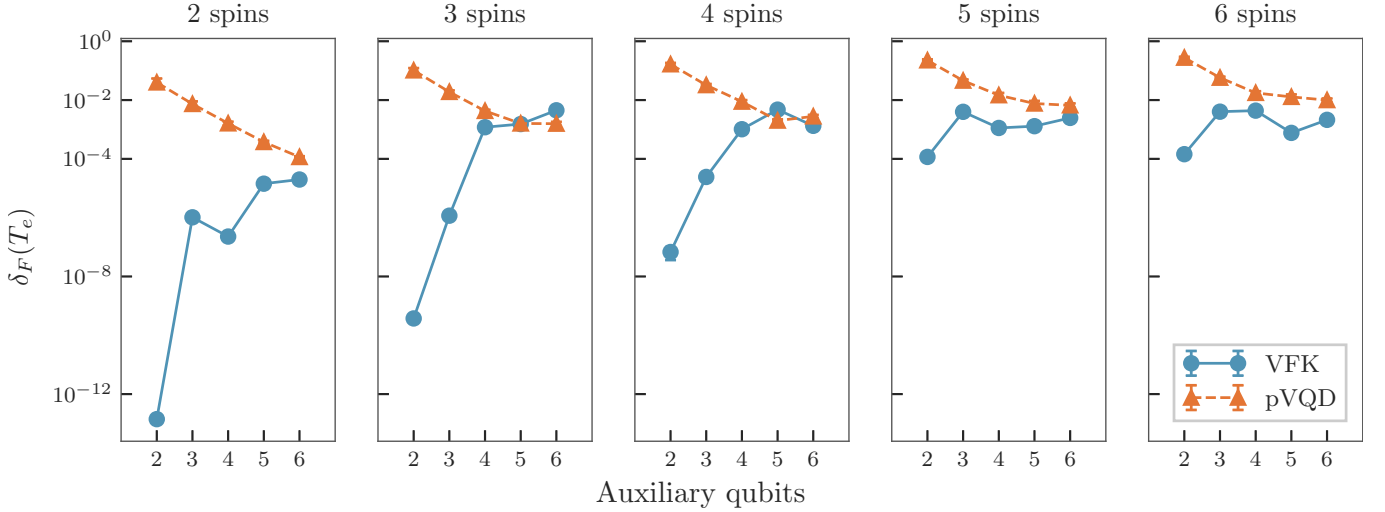 2 spins 3 spins 4 spins 5 spins 6 spins
10^0
10^{-2}
10^{-4}
10^{-8}
10^{-12}
δ_F(T_e)
2 3 4 5 6 2 3 4 5 6 2 3 4 5 6 2 3 4 5 6 2 3 4 5 6
Auxiliary qubits
VFK
pVQD